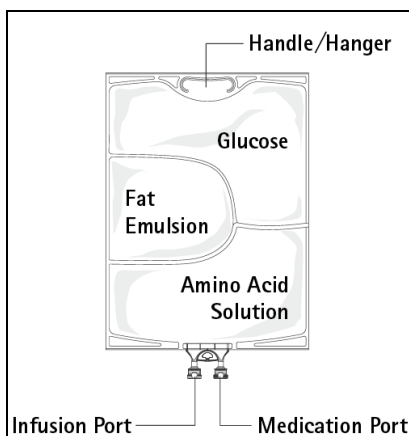 Handle/Hanger
Glucose
Fat
Emulsion
Amino Acid
Solution
Infusion Port
Medication Port